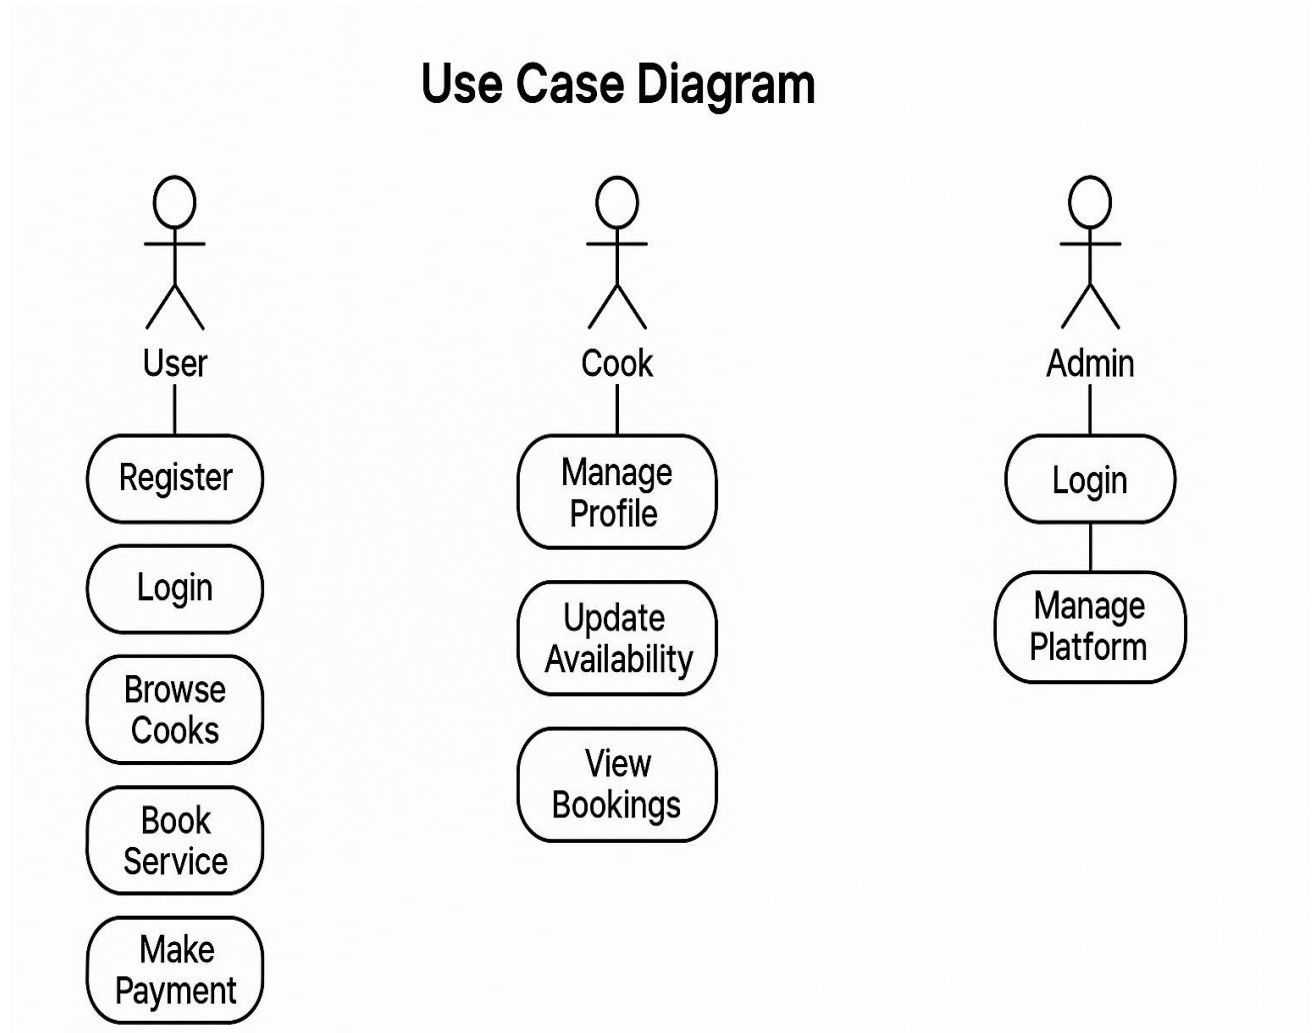 Use Case Diagram
User
Register
Login
Browse
Cooks
Book
Service
Make
Payment
Cook
Manage
Profile
Update
Availability
View
Bookings
Admin
Login
Manage
Platform